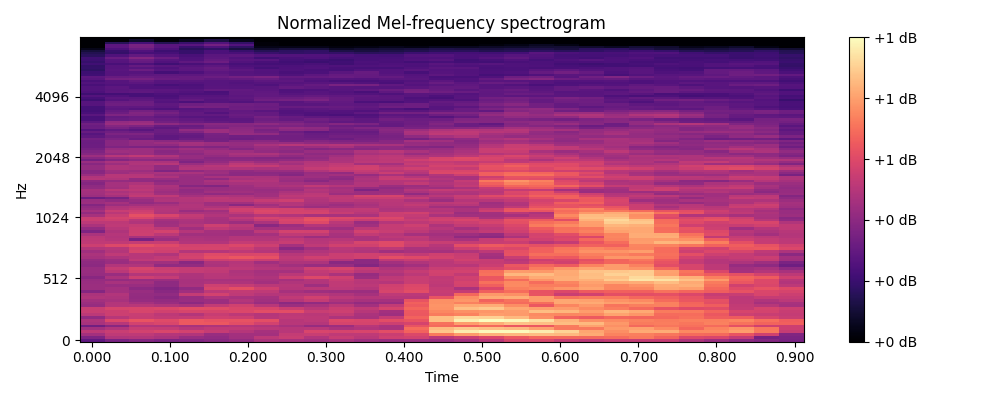 Normalized Mel-frequency spectrogram
Hz
4096
2048
1024
512
0
0.000 0.100 0.200 0.300 0.400 0.500 0.600 0.700 0.800 0.900
Time
+1 dB
+1 dB
+1 dB
+0 dB
+0 dB
+0 dB